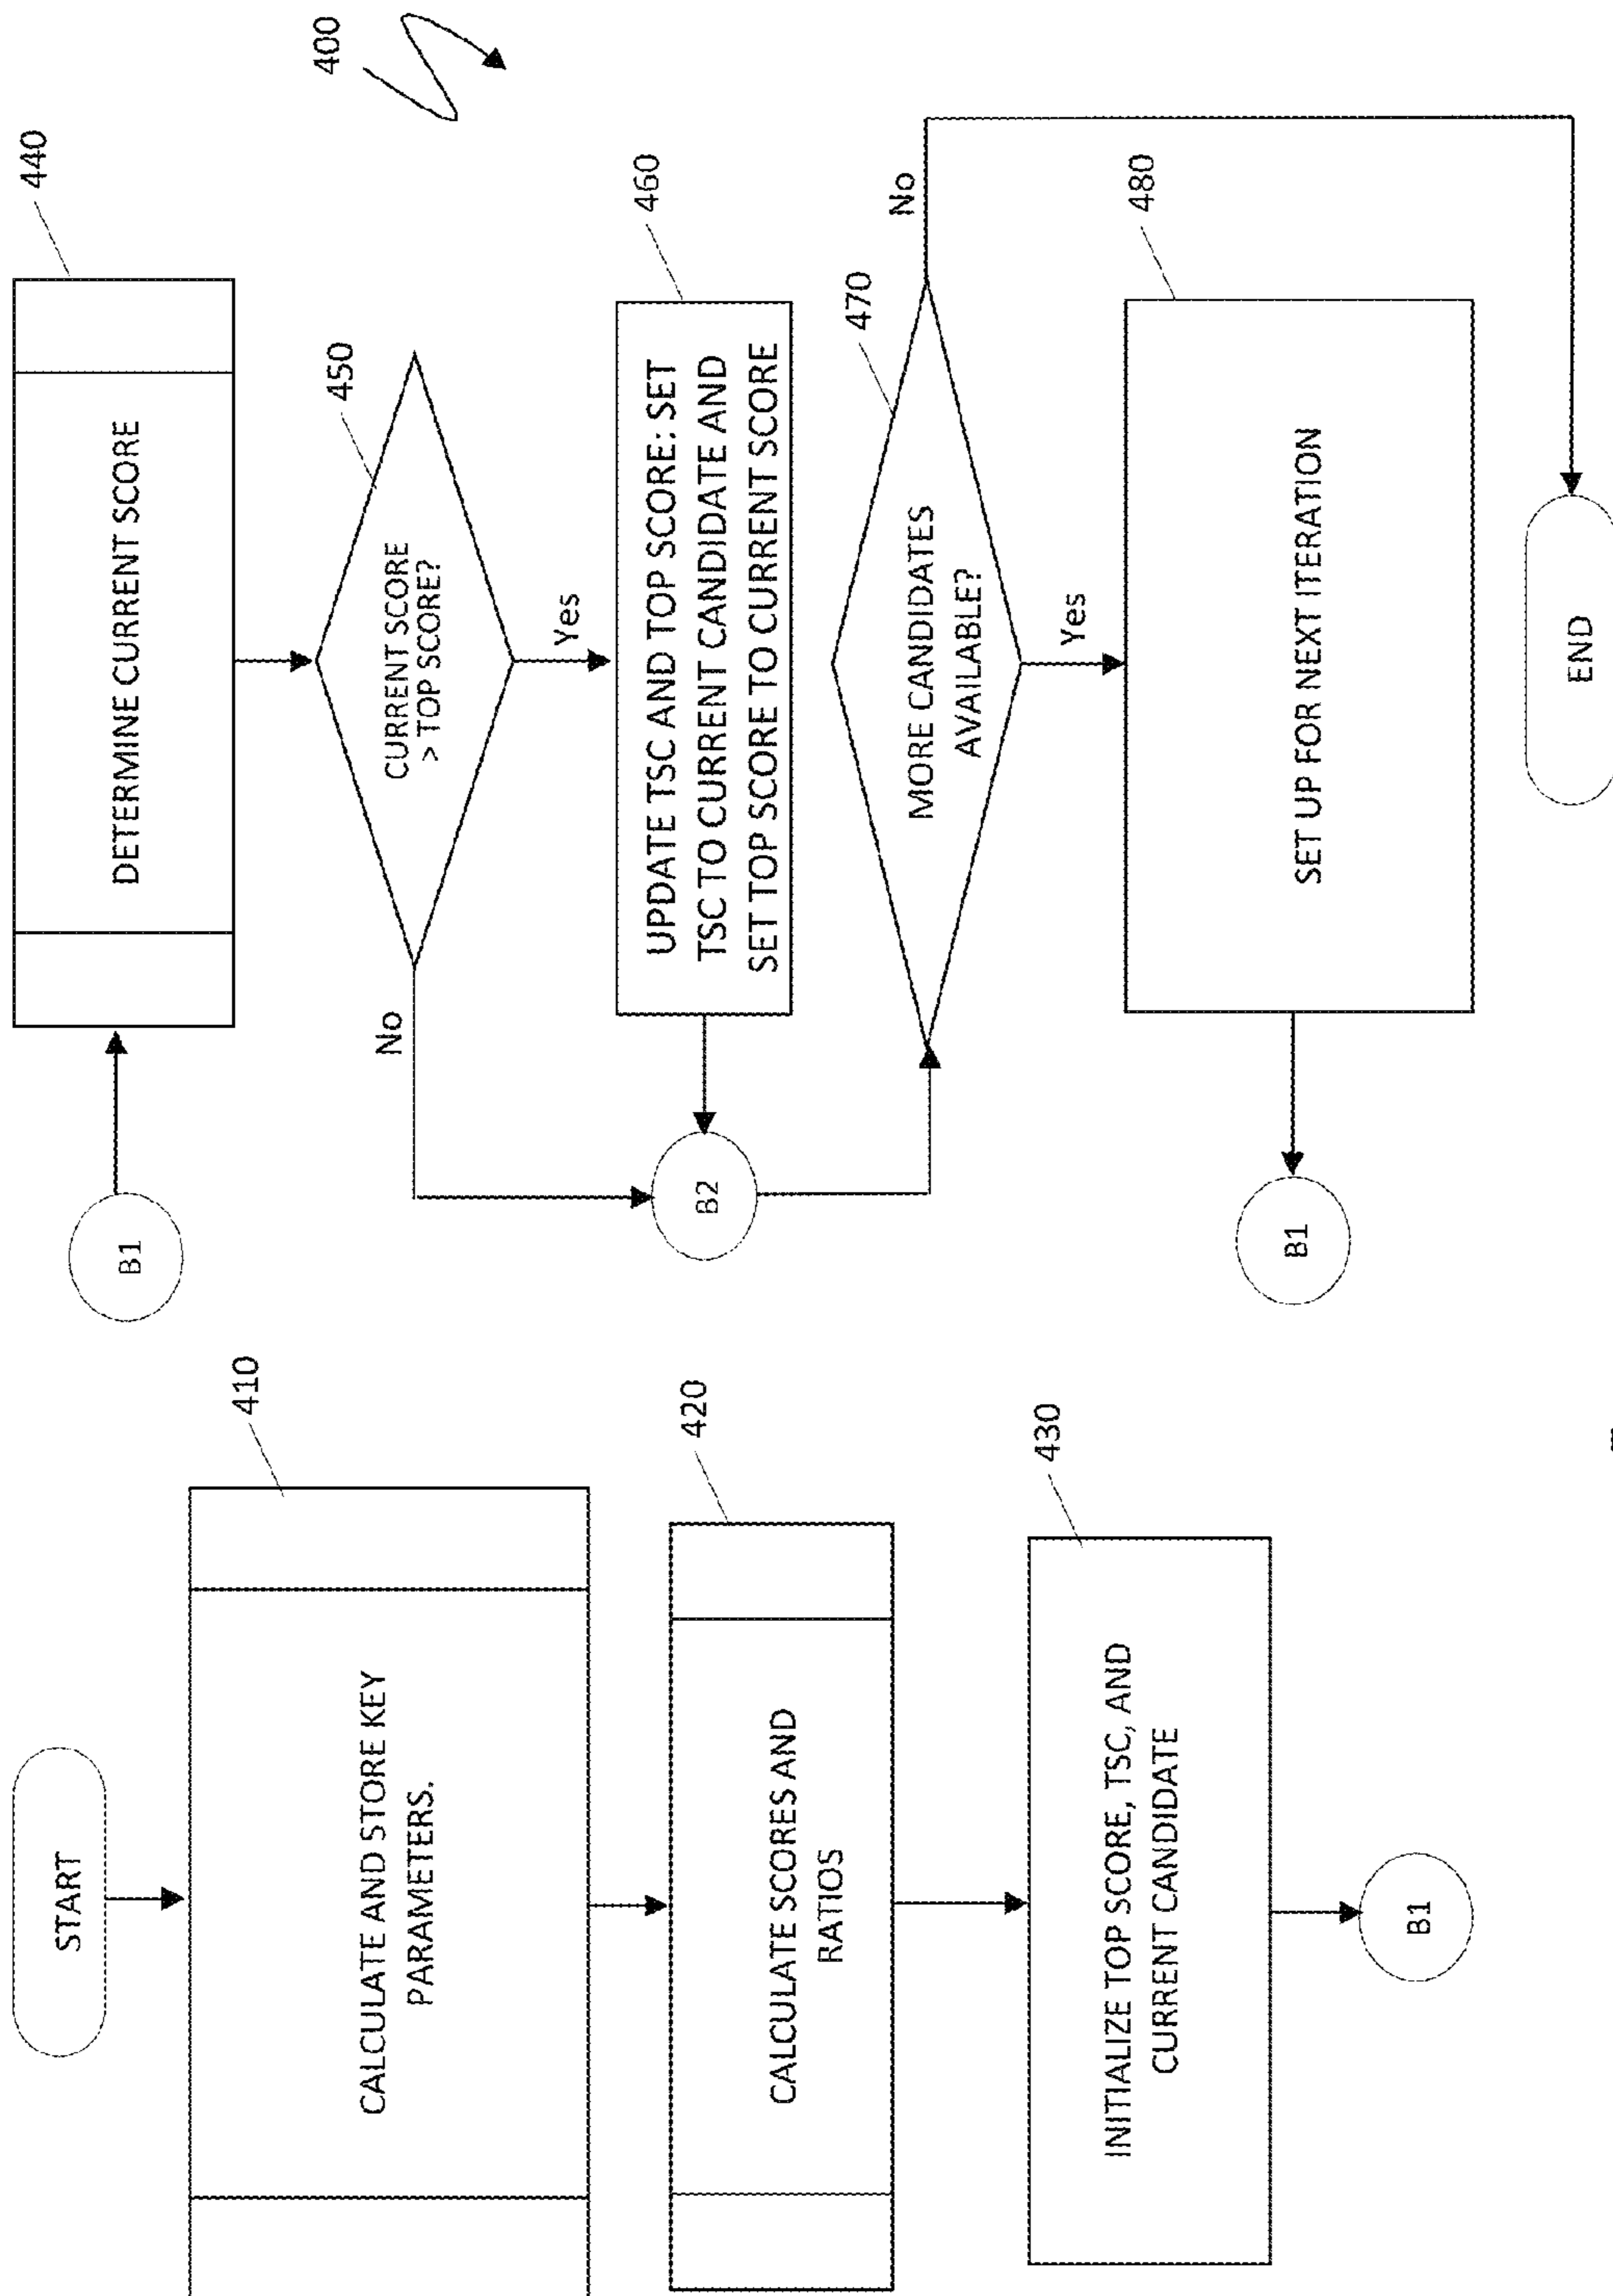 START
410
CALCULATE AND STORE KEY
PARAMETERS.
420
CALCULATE SCORES AND
RATIOS
430
INITIALIZE TOP SCORE, TSC, AND
CURRENT CANDIDATE
B1
400
B1
440
DETERMINE CURRENT SCORE
450
CURRENT SCORE
> TOP SCORE?
No
Yes
460
UPDATE TSC AND TOP SCORE: SET
TSC TO CURRENT CANDIDATE AND
SET TOP SCORE TO CURRENT SCORE
B2
470
MORE CANDIDATES
AVAILABLE?
No
Yes
480
SET UP FOR NEXT ITERATION
B1
END